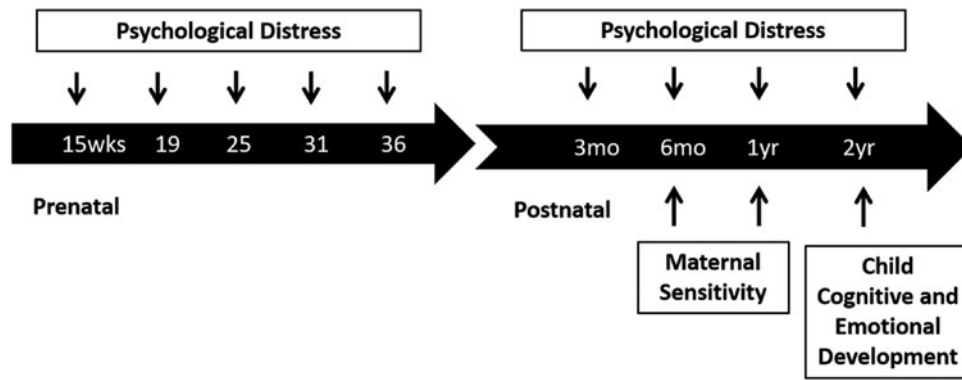 Psychological Distress
Psychological Distress
15wks 19 25 31 36
3mo 6mo 1yr 2yr
Prenatal
Postnatal
Maternal
Sensitivity
Child
Cognitive and
Emotional
Development